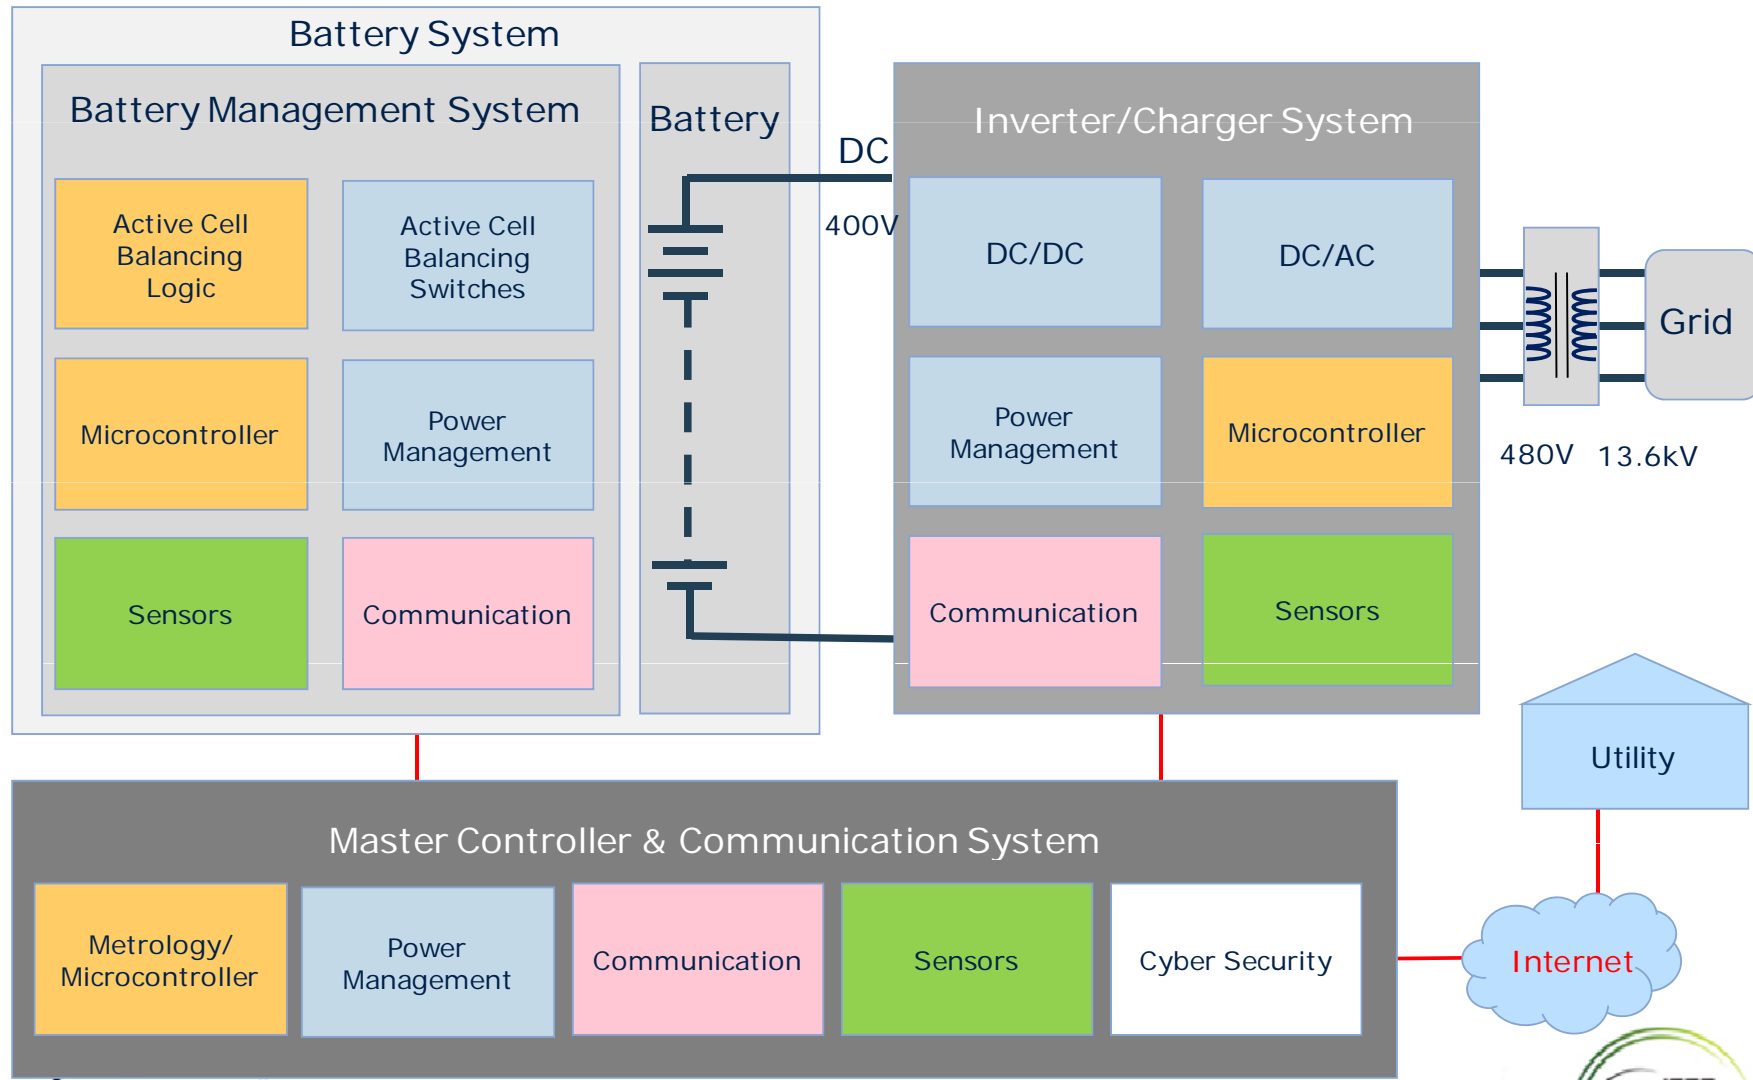 Battery System
Battery Management System
Battery
Active Cell
Balancing
Logic
Active Cell
Balancing
Switches
Microcontroller
Power
Management
Sensors
Communication
DC
400V
Inverter/Charger System
DC/DC
DC/AC
Power
Management
Microcontroller
Communication
Sensors
480V
13.6kV
Grid
Utility
Internet
Master Controller & Communication System
Metrology/
Microcontroller
Power
Management
Communication
Sensors
Cyber Security